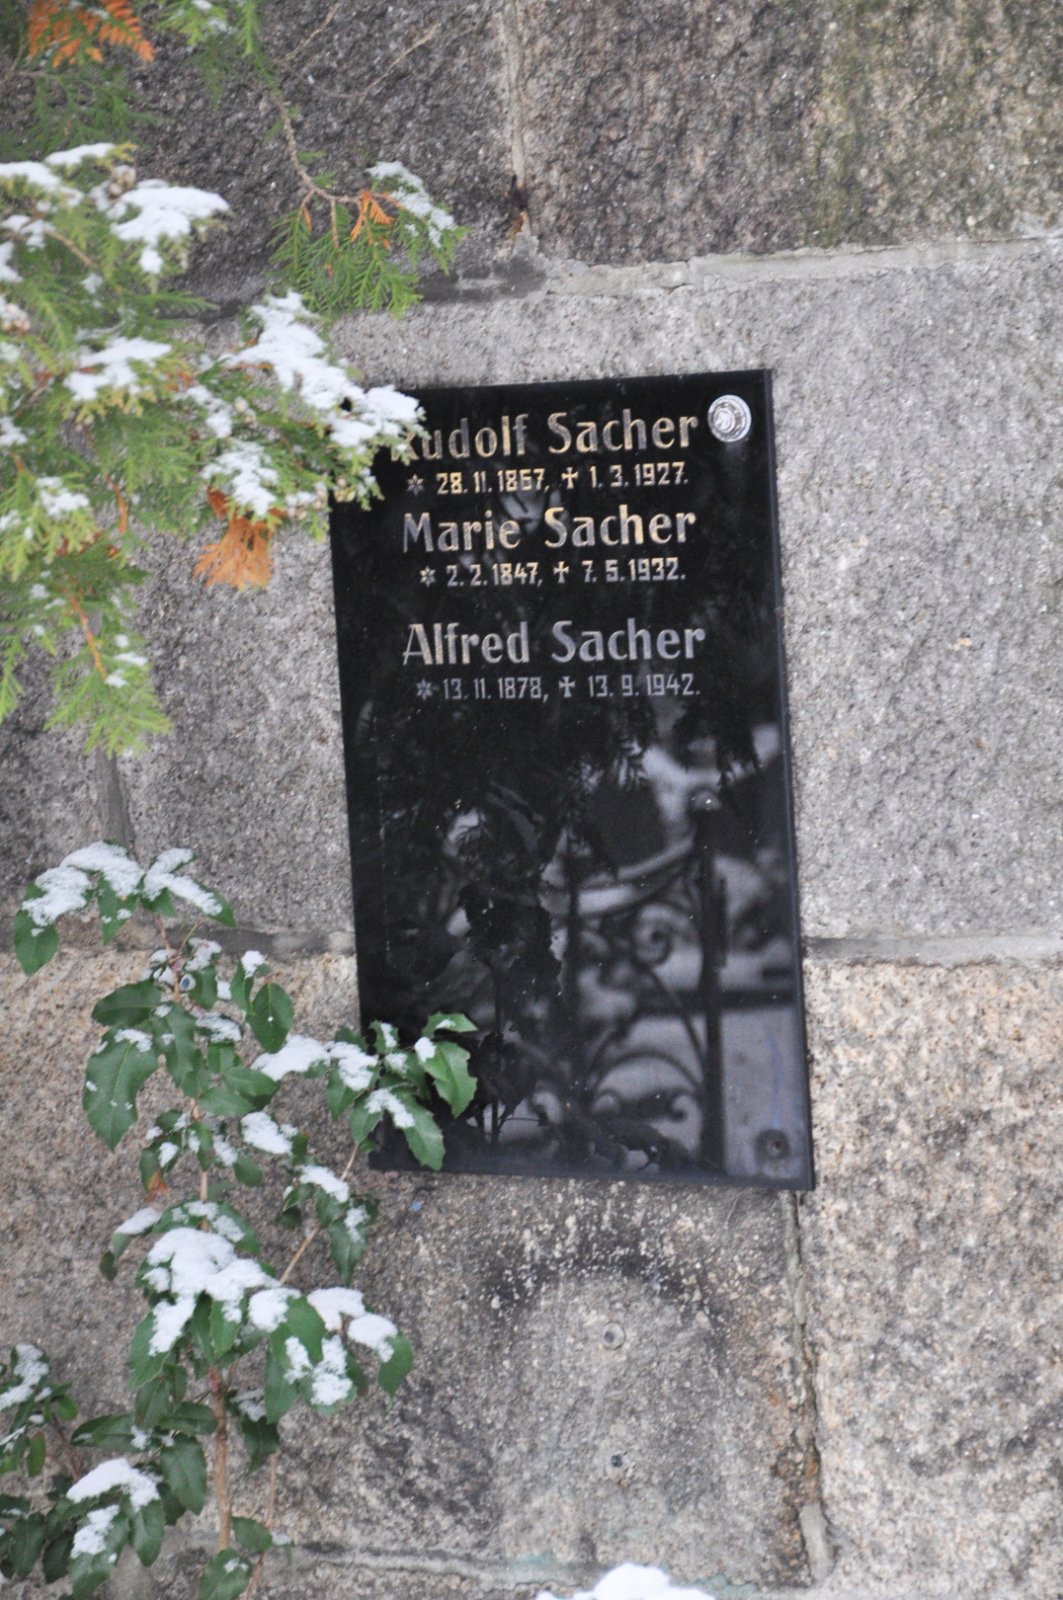 Rudolf Sacher
* 28. 11. 1867, ✝ 1. 3. 1927.
Marie Sacher
* 2. 2. 1847, ✝ 7. 5. 1932.
Alfred Sacher
* 13. 11. 1878, ✝ 13. 9. 1942.